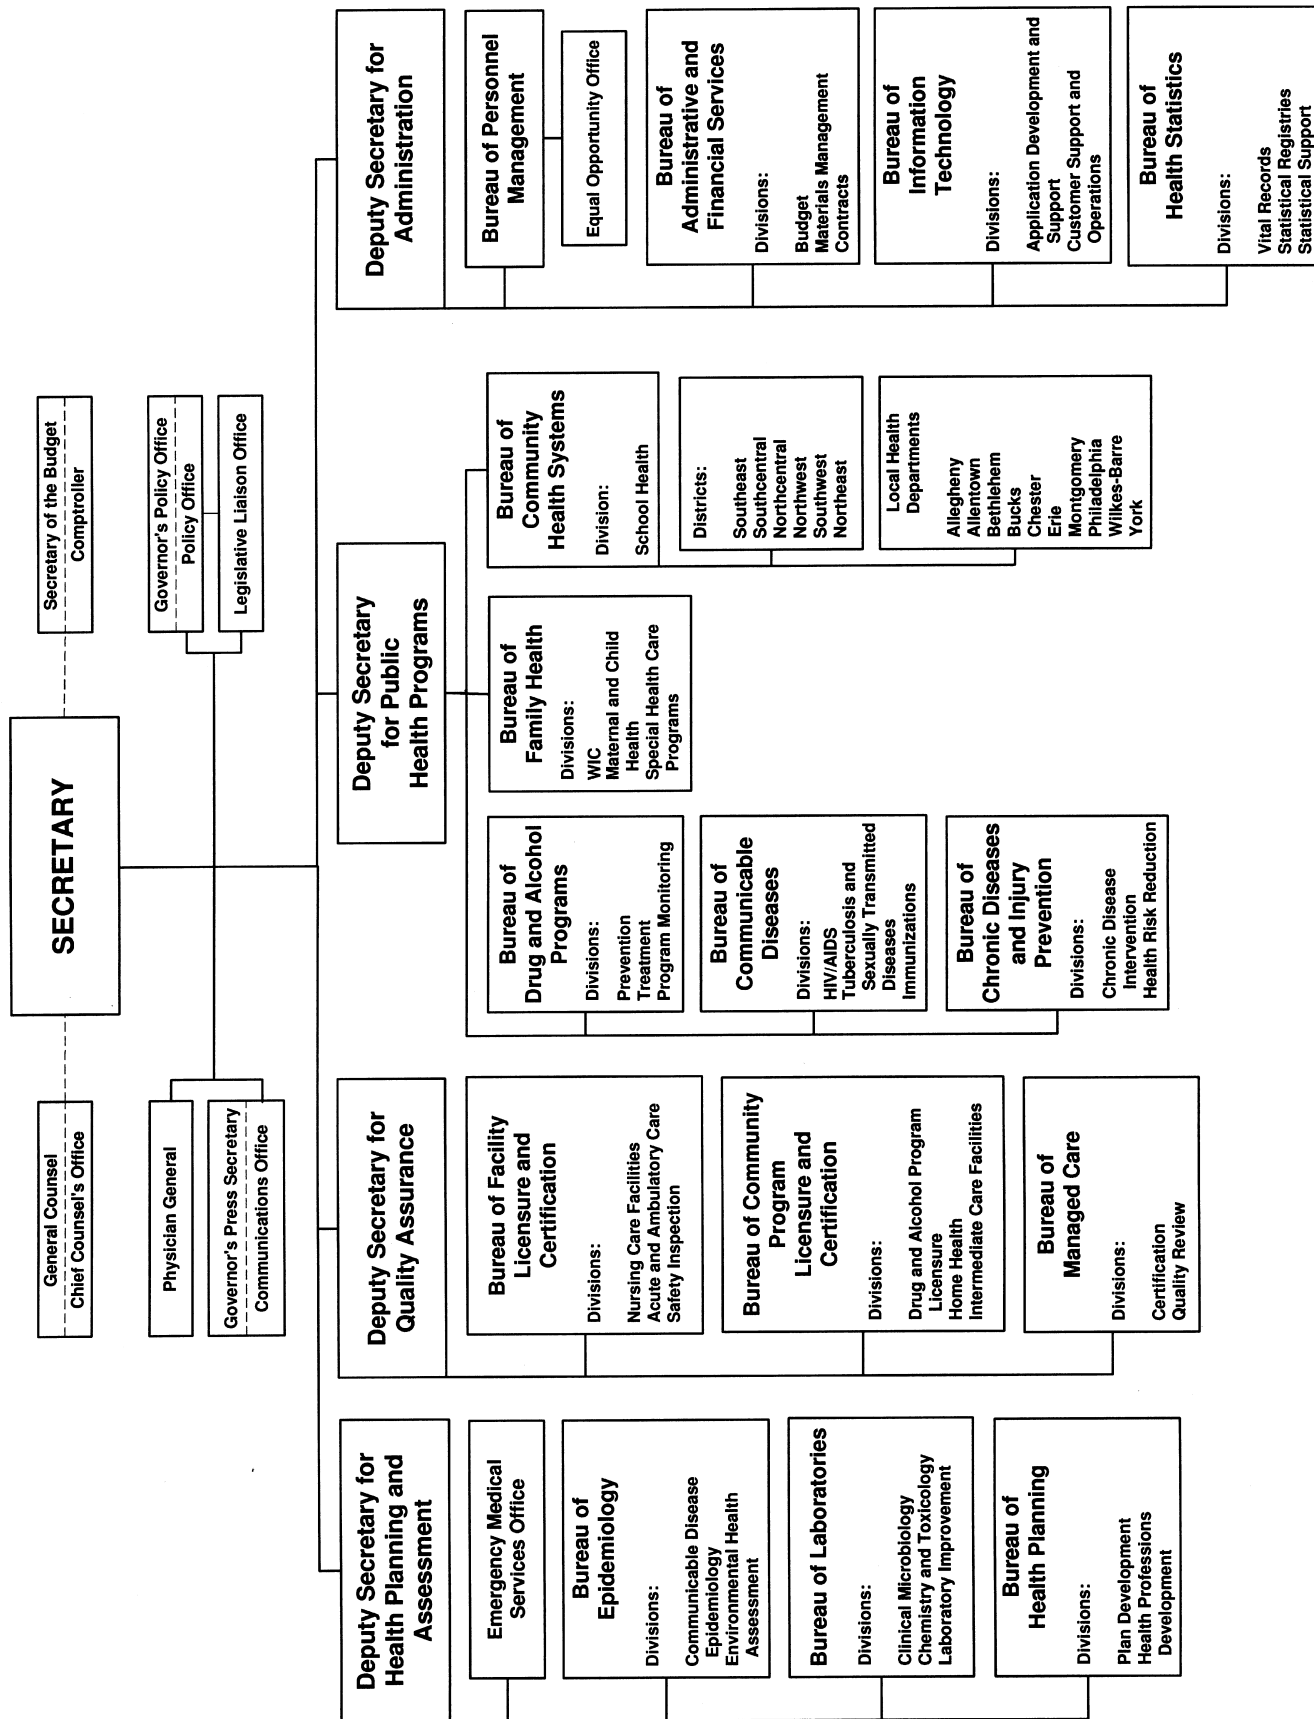 SECRETARY
General Counsel
Chief Counsel's Office
Secretary of the Budget
Comptroller
Physician General
Governor's Press Secretary
Communications Office
Governor's Policy Office
Policy Office
Legislative Liaison Office
Deputy Secretary for
Health Planning and
Assessment
Emergency Medical
Services Office
Bureau of
Epidemiology
Divisions:
Communicable Disease
Epidemiology
Environmental Health
Assessment
Bureau of Laboratories
Divisions:
Clinical Microbiology
Chemistry and Toxicology
Laboratory Improvement
Bureau of
Health Planning
Divisions:
Plan Development
Health Professions
Development
Deputy Secretary for
Quality Assurance
Bureau of Facility
Licensure and
Certification
Divisions:
Nursing Care Facilities
Acute and Ambulatory Care
Safety Inspection
Bureau of Community
Program
Licensure and
Certification
Divisions:
Drug and Alcohol Program
Licensure
Home Health
Intermediate Care Facilities
Bureau of
Managed Care
Divisions:
Certification
Quality Review
Deputy Secretary
for Public
Health Programs
Bureau of
Drug and Alcohol
Programs
Divisions:
Prevention
Treatment
Program Monitoring
Bureau of
Communicable
Diseases
Divisions:
HIV/AIDS
Tuberculosis and
Sexually Transmitted
Diseases
Immunizations
Bureau of
Chronic Diseases
and Injury
Prevention
Divisions:
Chronic Disease
Intervention
Health Risk Reduction
Bureau of
Family Health
Divisions:
WIC
Maternal and Child
Health
Special Health Care
Programs
Bureau of
Community
Health Systems
Division:
School Health
Districts:
Southeast
Southcentral
Northcentral
Northwest
Southwest
Northeast
Local Health
Departments
Allegheny
Allentown
Bethlehem
Bucks
Chester
Erie
Montgomery
Philadelphia
Wilkes-Barre
York
Deputy Secretary for
Administration
Bureau of Personnel
Management
Equal Opportunity Office
Bureau of
Administrative and
Financial Services
Divisions:
Budget
Materials Management
Contracts
Bureau of
Information
Technology
Divisions:
Application Development and
Support
Customer Support and
Operations
Bureau of
Health Statistics
Divisions:
Vital Records
Statistical Registries
Statistical Support